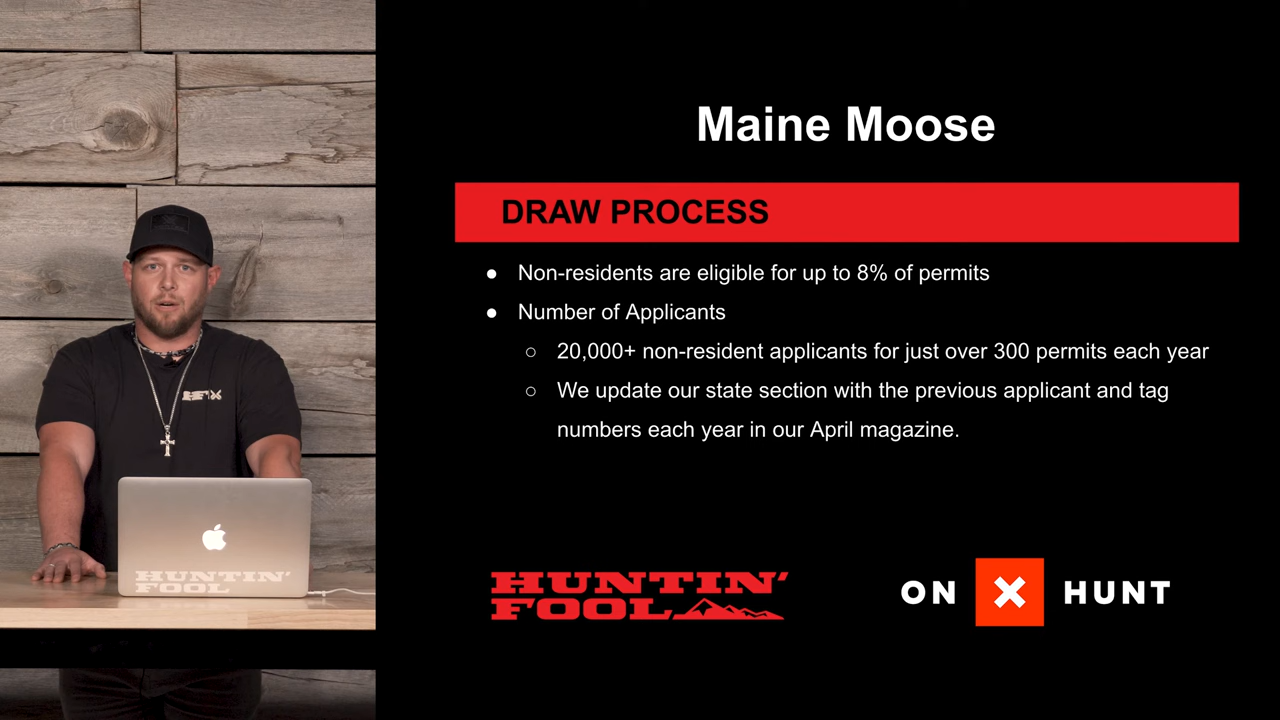 Maine Moose
DRAW PROCESS
● Non-residents are eligible for up to 8% of permits
● Number of Applicants
○ 20,000+ non-resident applicants for just over 300 permits each year
○ We update our state section with the previous applicant and tag
numbers each year in our April magazine.
HUNTIN'
FOOL
HUNTIN'
FOOL
ON X HUNT